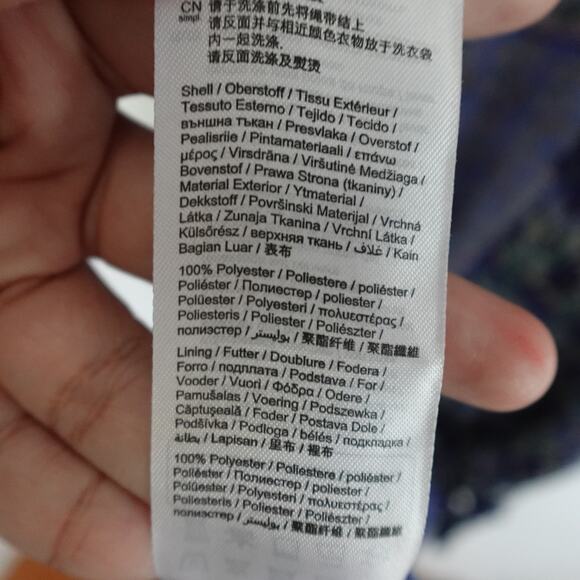 CN 请于洗涤前先将绳带结上
simpl. 请反面并与相近颜色衣物放于洗衣袋
内一起洗涤.
请反面洗涤及熨烫
Shell / Oberstoff / Tissu Extérieur /
Tessuto Esterno / Tejido / Tecido /
външна тъкан / Presvlaka / Overstof /
Pealisriie / Pintamateriaali / επάνω
μέρος / Virsdrāna / Viršutinė Medžiaga /
Bovenstof / Prawa Strona (tkaniny) /
Material Exterior / Ytmaterial /
Dekkstoff / Površinski Materijal / Vrchná
Látka / Zunaja Tkanina / Vrchní Látka /
Külsőrész / верхняя ткань / غلاف / Kain
Bagian Luar / 表布
100% Polyester / Poliestere / poliéster /
Poliéster / Полиестер / poliester /
Polüester / Polyesteri / πολυεστέρας /
Poliesteris / Poliester / Poliészter /
полиэстер / بوليستر / 聚酯纤维 / 聚酯纖維
Lining / Futter / Doublure / Fodera /
Forro / подплата / Podstava / For /
Vooder / Vuori / Φόδρα / Odere /
Pamušalas / Voering / Podszewka /
Căptușeală / Foder / Postava Dole /
Podšívka / Podloga / bélés / подкладка /
بطانة / Lapisan / 里布 / 裡布
100% Polyester / Poliestere / poliéster /
Poliéster / Полиестер / poliester /
Polüester / Polyesteri / πολυεστέρας /
Poliesteris / Poliester / Poliészter /
полиэстер / بوليستر / 聚酯纤维 / 聚酯纖維